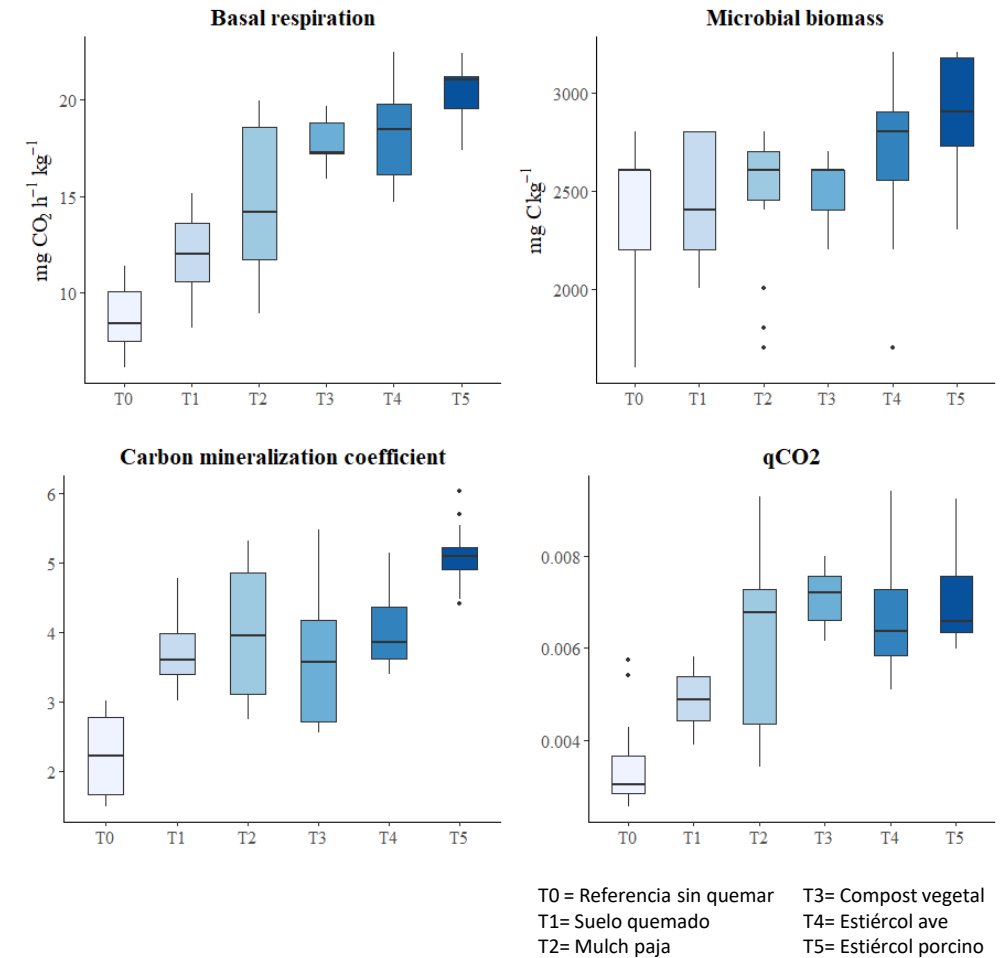 Basal respiration
mg CO2 h−1 kg−1
20
15
10
T0 T1 T2 T3 T4 T5
Microbial biomass
mg Ckg−1
3000
2500
2000
T0 T1 T2 T3 T4 T5
Carbon mineralization coefficient
6
5
4
3
2
T0 T1 T2 T3 T4 T5
qCO2
0.008
0.006
0.004
T0 T1 T2 T3 T4 T5
T0 = Referencia sin quemar
T1= Suelo quemado
T2= Mulch paja
T3= Compost vegetal
T4= Estiércol ave
T5= Estiércol porcino